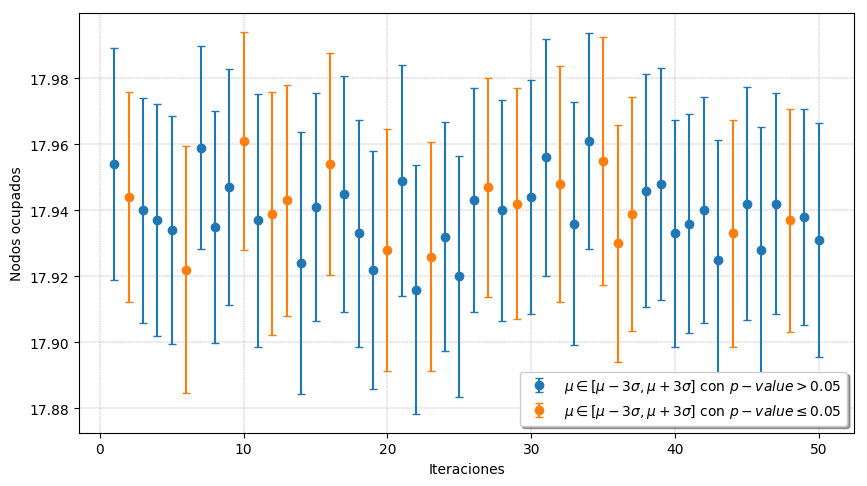 17.98
17.96
17.94
17.92
17.90
17.88
Nodos ocupados
0 10 20 30 40 50
Iteraciones
μ ∈ [μ − 3σ, μ + 3σ] con p − value > 0.05
μ ∈ [μ − 3σ, μ + 3σ] con p − value ≤ 0.05